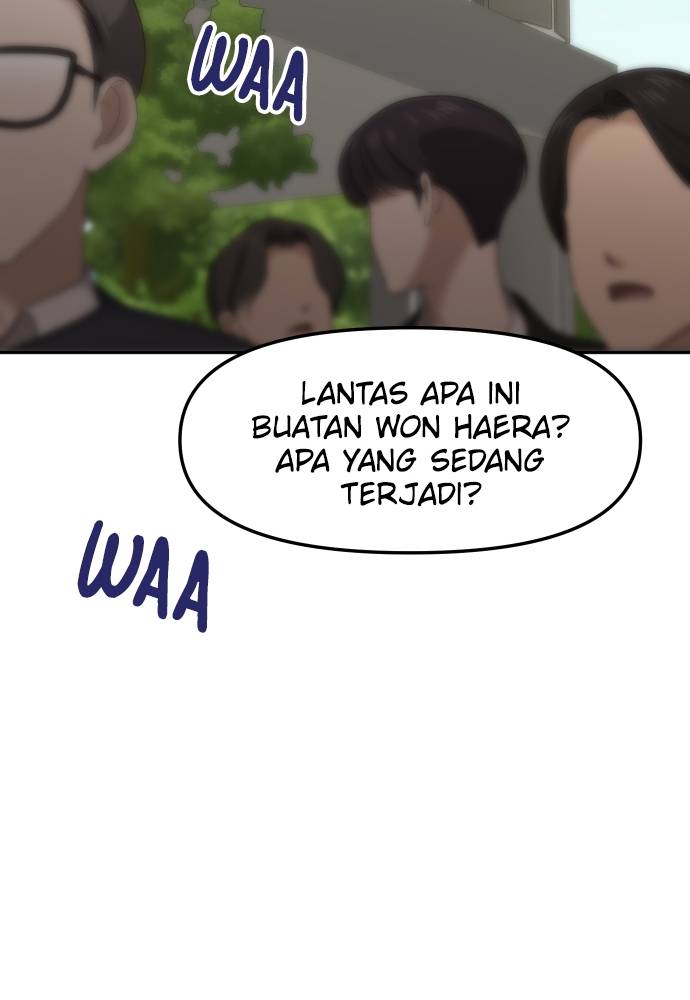 WAA
LANTAS APA INI
BUATAN WON HAERA?
APA YANG SEDANG
TERJADI?
WAA